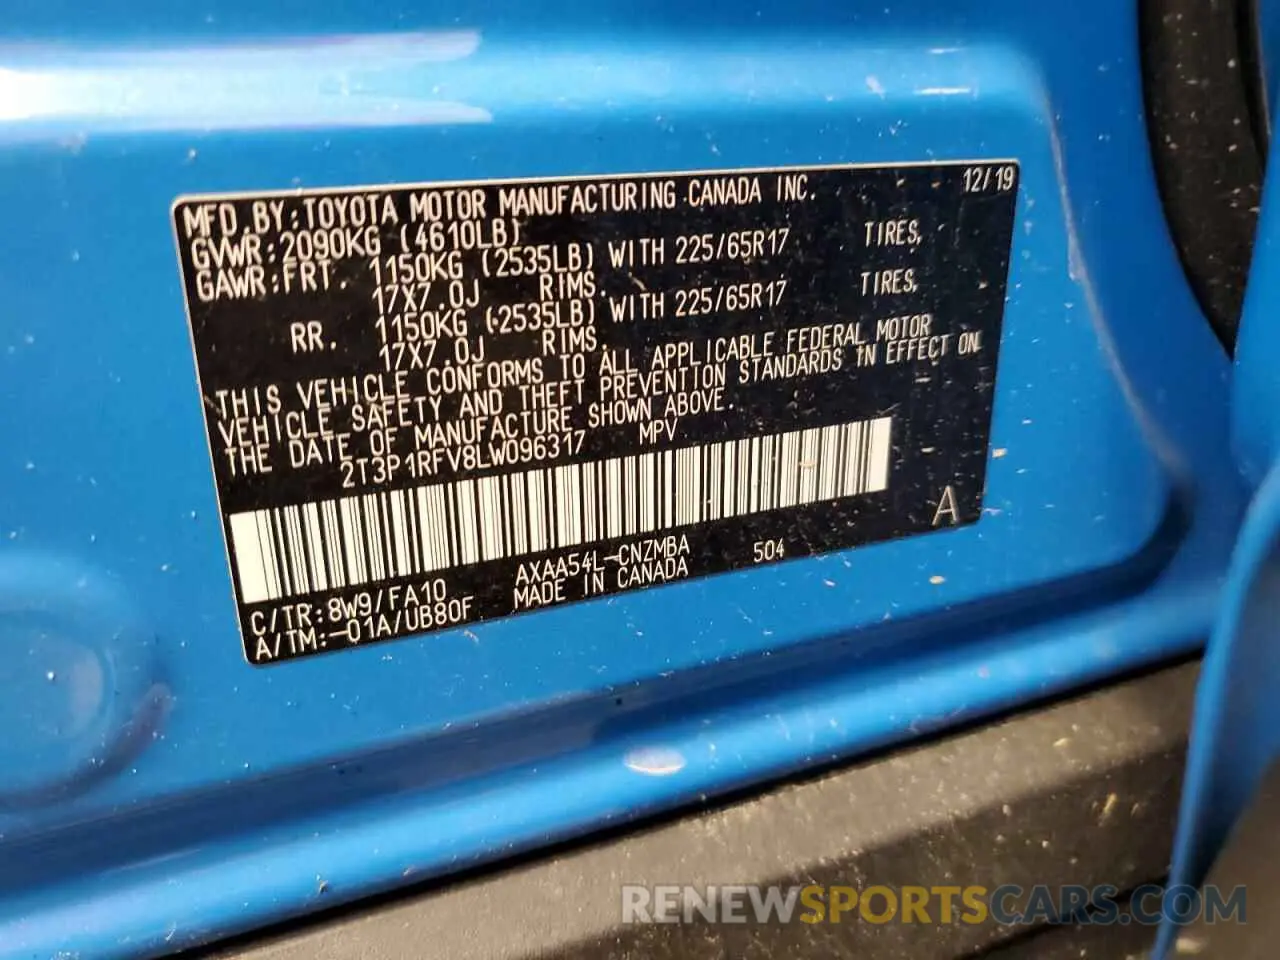 MFD.BY:TOYOTA MOTOR MANUFACTURING CANADA INC. 12/19
GVWR:2090KG (4610LB)
GAWR:FRT. 1150KG (2535LB) WITH 225/65R17 TIRES,
17X7.0J RIMS.
RR. 1150KG (2535LB) WITH 225/65R17 TIRES,
17X7.0J RIMS.
THIS VEHICLE CONFORMS TO ALL APPLICABLE FEDERAL MOTOR
VEHICLE SAFETY AND THEFT PREVENTION STANDARDS IN EFFECT ON
THE DATE OF MANUFACTURE SHOWN ABOVE.
2T3P1RFV8LW096317 MPV
A
C/TR:8W9/FA10 AXAA54L-CNZMBA 504
A/TM:-01A/UB80F MADE IN CANADA
RENEWSPORTSCARS.COM